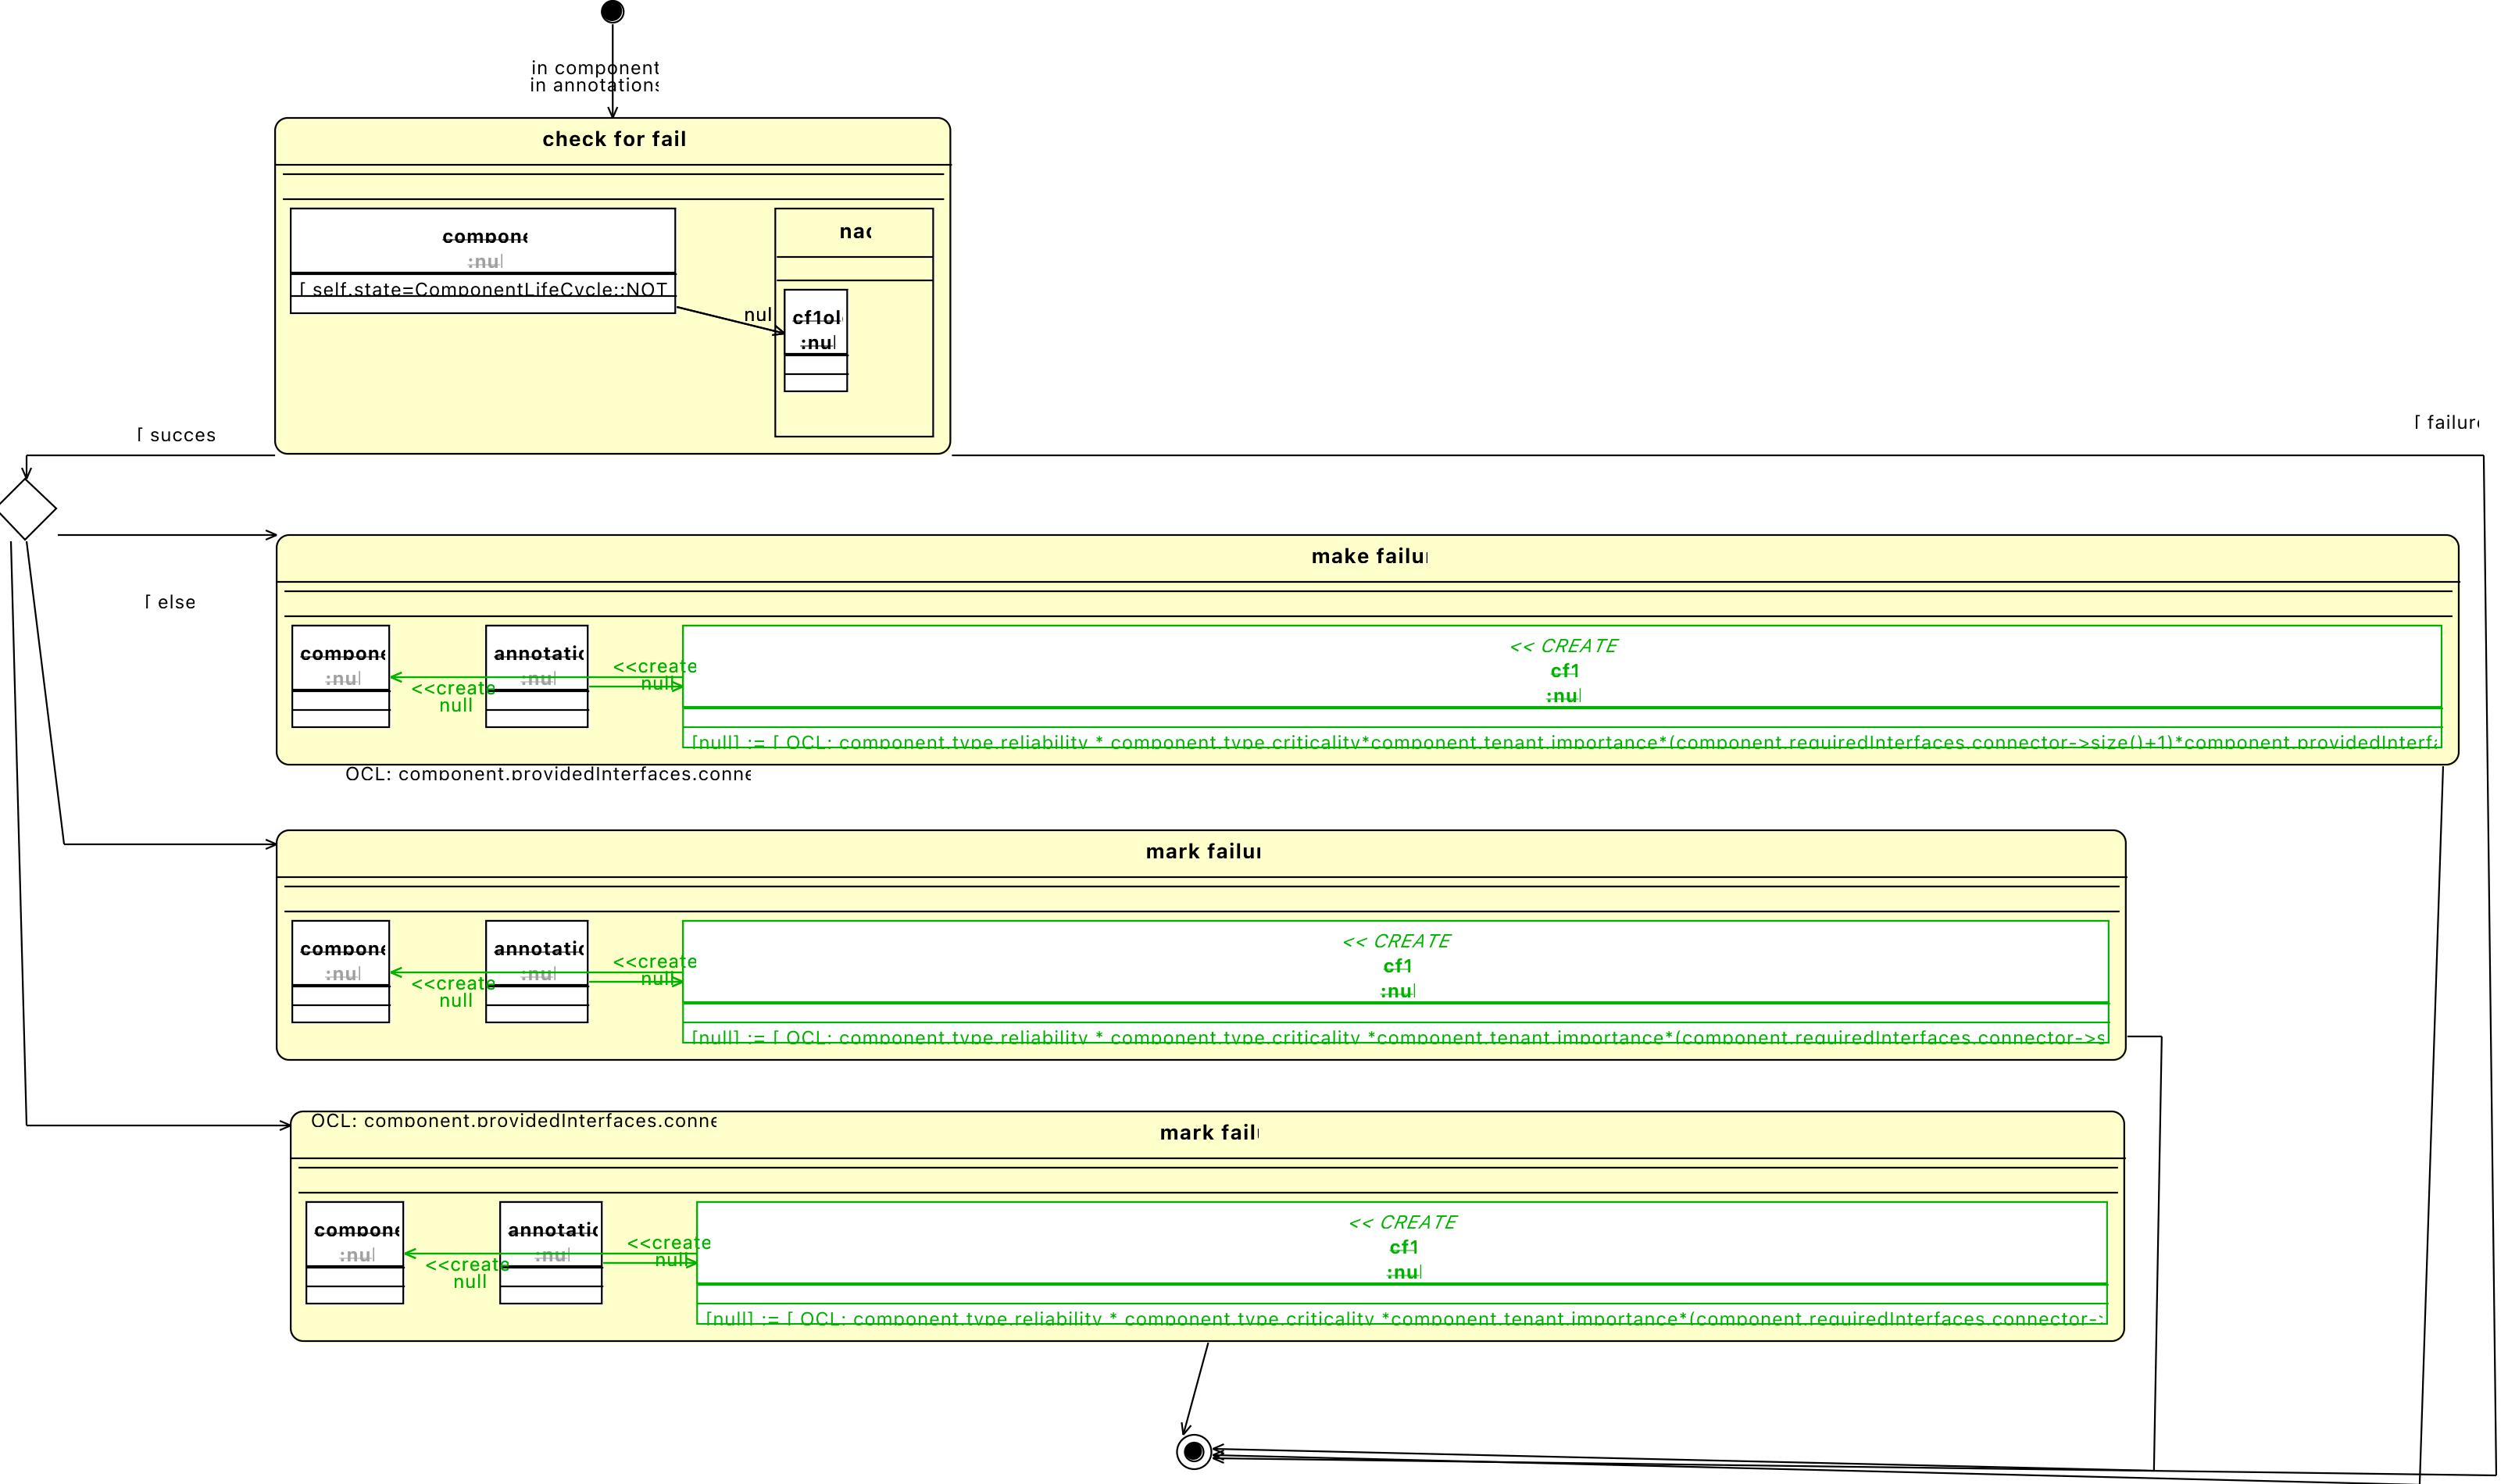 in component
in annotations
check for fail
compone
:nul
[ self.state=ComponentLifeCycle::NOT
nac
nul
cf1ol
:nul
[ succes
[ failure
[ else
make failu
compone
:nul
annotatio
:nul
<<create
null
<<create
null
<< CREATE
cf1
:nul
[null] := [ OCL: component.type.reliability * component.type.criticality*component.tenant.importance*(component.requiredInterfaces.connector->size()+1)*component.providedInterfa
OCL: component.providedInterfaces.conne
mark failur
compone
:nul
annotatio
:nul
<<create
null
<<create
null
<< CREATE
cf1
:nul
[null] := [ OCL: component.type.reliability * component.type.criticality *component.tenant.importance*(component.requiredInterfaces.connector->s
OCL: component.providedInterfaces.conne
mark failu
compone
:nul
annotatio
:nul
<<create
null
<<create
null
<< CREATE
cf1
:nul
[null] := [ OCL: component.type.reliability * component.type.criticality *component.tenant.importance*(component.requiredInterfaces.connector->